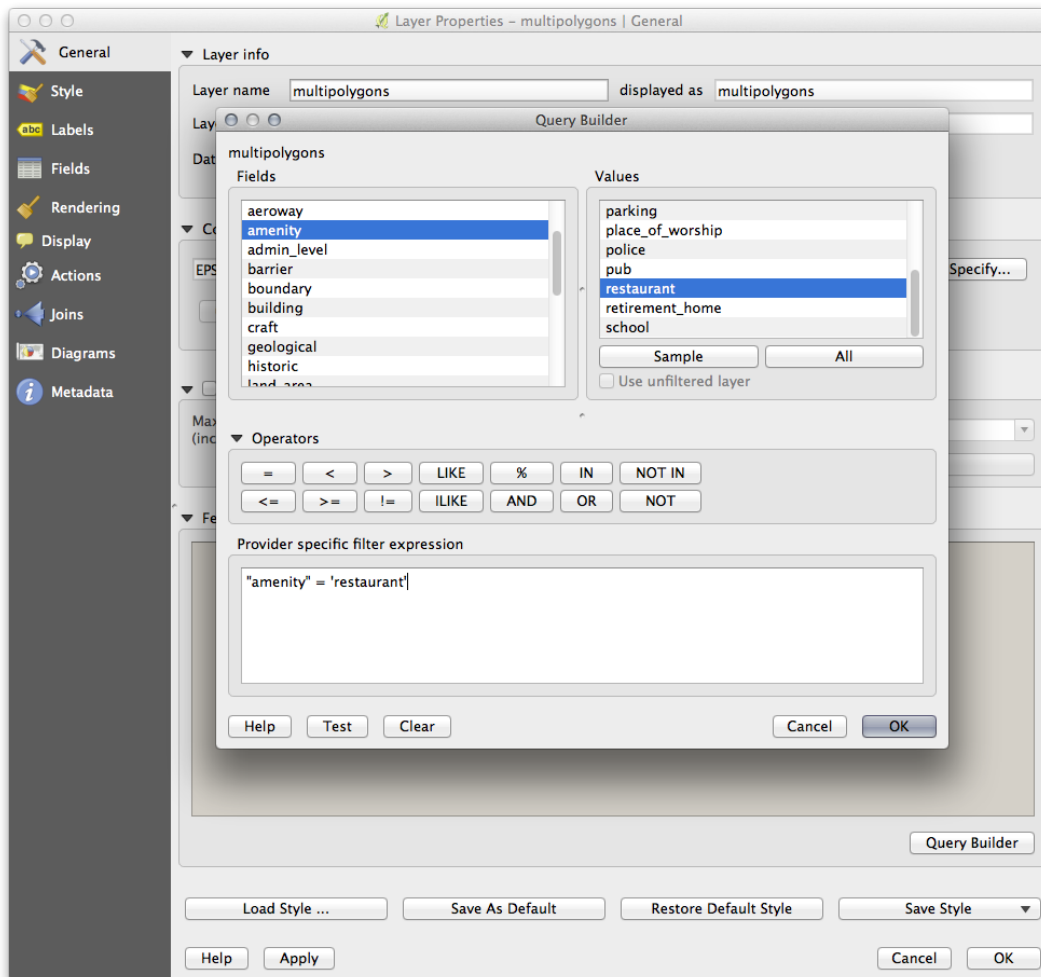 Layer Properties - multipolygons | General
General
Style
Labels
Fields
Rendering
Display
Actions
Joins
Diagrams
Metadata
Layer info
Layer name multipolygons displayed as multipolygons
Query Builder
multipolygons
Fields
aeroway
amenity
admin_level
barrier
boundary
building
craft
geological
historic
land_area
Values
parking
place_of_worship
police
pub
restaurant
retirement_home
school
Sample All
Use unfiltered layer
Specify...
Operators
= < > LIKE % IN NOT IN
<= >= != ILIKE AND OR NOT
Provider specific filter expression
"amenity" = 'restaurant'
Help Test Clear Cancel OK
Query Builder
Load Style ... Save As Default Restore Default Style Save Style
Help Apply Cancel OK